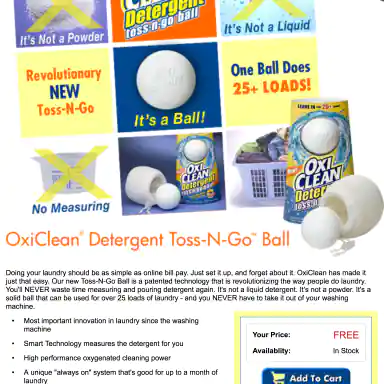 CLEAN
Detergent
toss-n-go ball
It's Not a Powder
It's Not a Liquid
Revolutionary
NEW
Toss-N-Go
It's a Ball!
One Ball Does
25+ LOADS!
No Measuring
OXI
CLEAN
Detergent
LEAVE IN FOR 25+
OXI
CLEAN
Deter
OxiClean® Detergent Toss-N-Go™ Ball
Doing your laundry should be as simple as online bill pay. Just set it up, and forget about it. OxiClean has made it
just that easy. Our new Toss-N-Go Ball is a patented technology that is revolutionizing the way people do laundry.
You'll NEVER waste time measuring and pouring detergent again. It's not a liquid detergent. It's not a powder. It's a
solid ball that can be used for over 25 loads of laundry - and you NEVER have to take it out of your washing
machine.
• Most important innovation in laundry since the washing
machine
• Smart Technology measures the detergent for you
• High performance oxygenated cleaning power
• A unique "always on" system that's good for up to a month of
laundry
Your Price: FREE
Availability: In Stock
Add To Cart